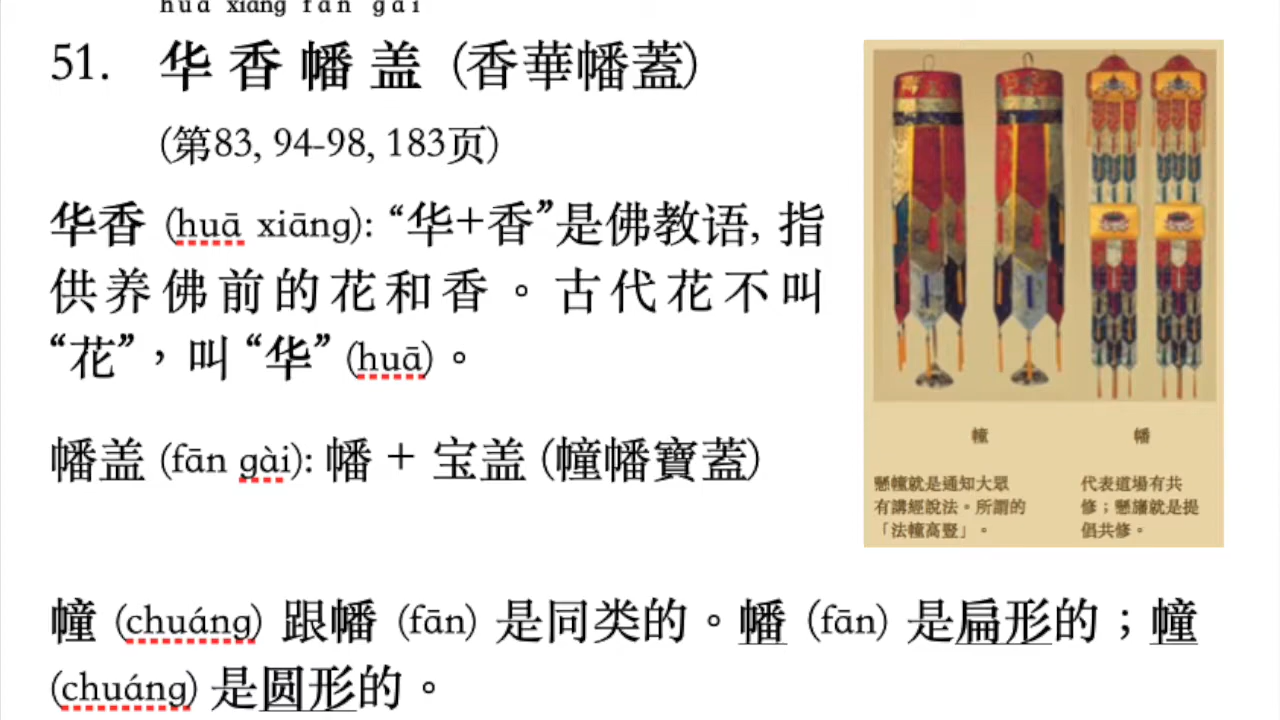 huā xiāng fān gài
51. 华香幡盖 (香華幡蓋)
(第83, 94-98, 183页)
华香 (huā xiāng): “华+香”是佛教语, 指
供养佛前的花和香。古代花不叫
“花”，叫 “华” (huā)。
幡盖 (fān gài): 幡 + 宝盖 (幢幡寶蓋)
幢 (chuáng) 跟幡 (fān) 是同类的。幡 (fān) 是扁形的；幢
(chuáng) 是圆形的。
幢
懸幢就是通知大眾
有講經說法。所謂的
「法幢高豎」。
幡
代表道場有共
修；懸旛就是提
倡共修。